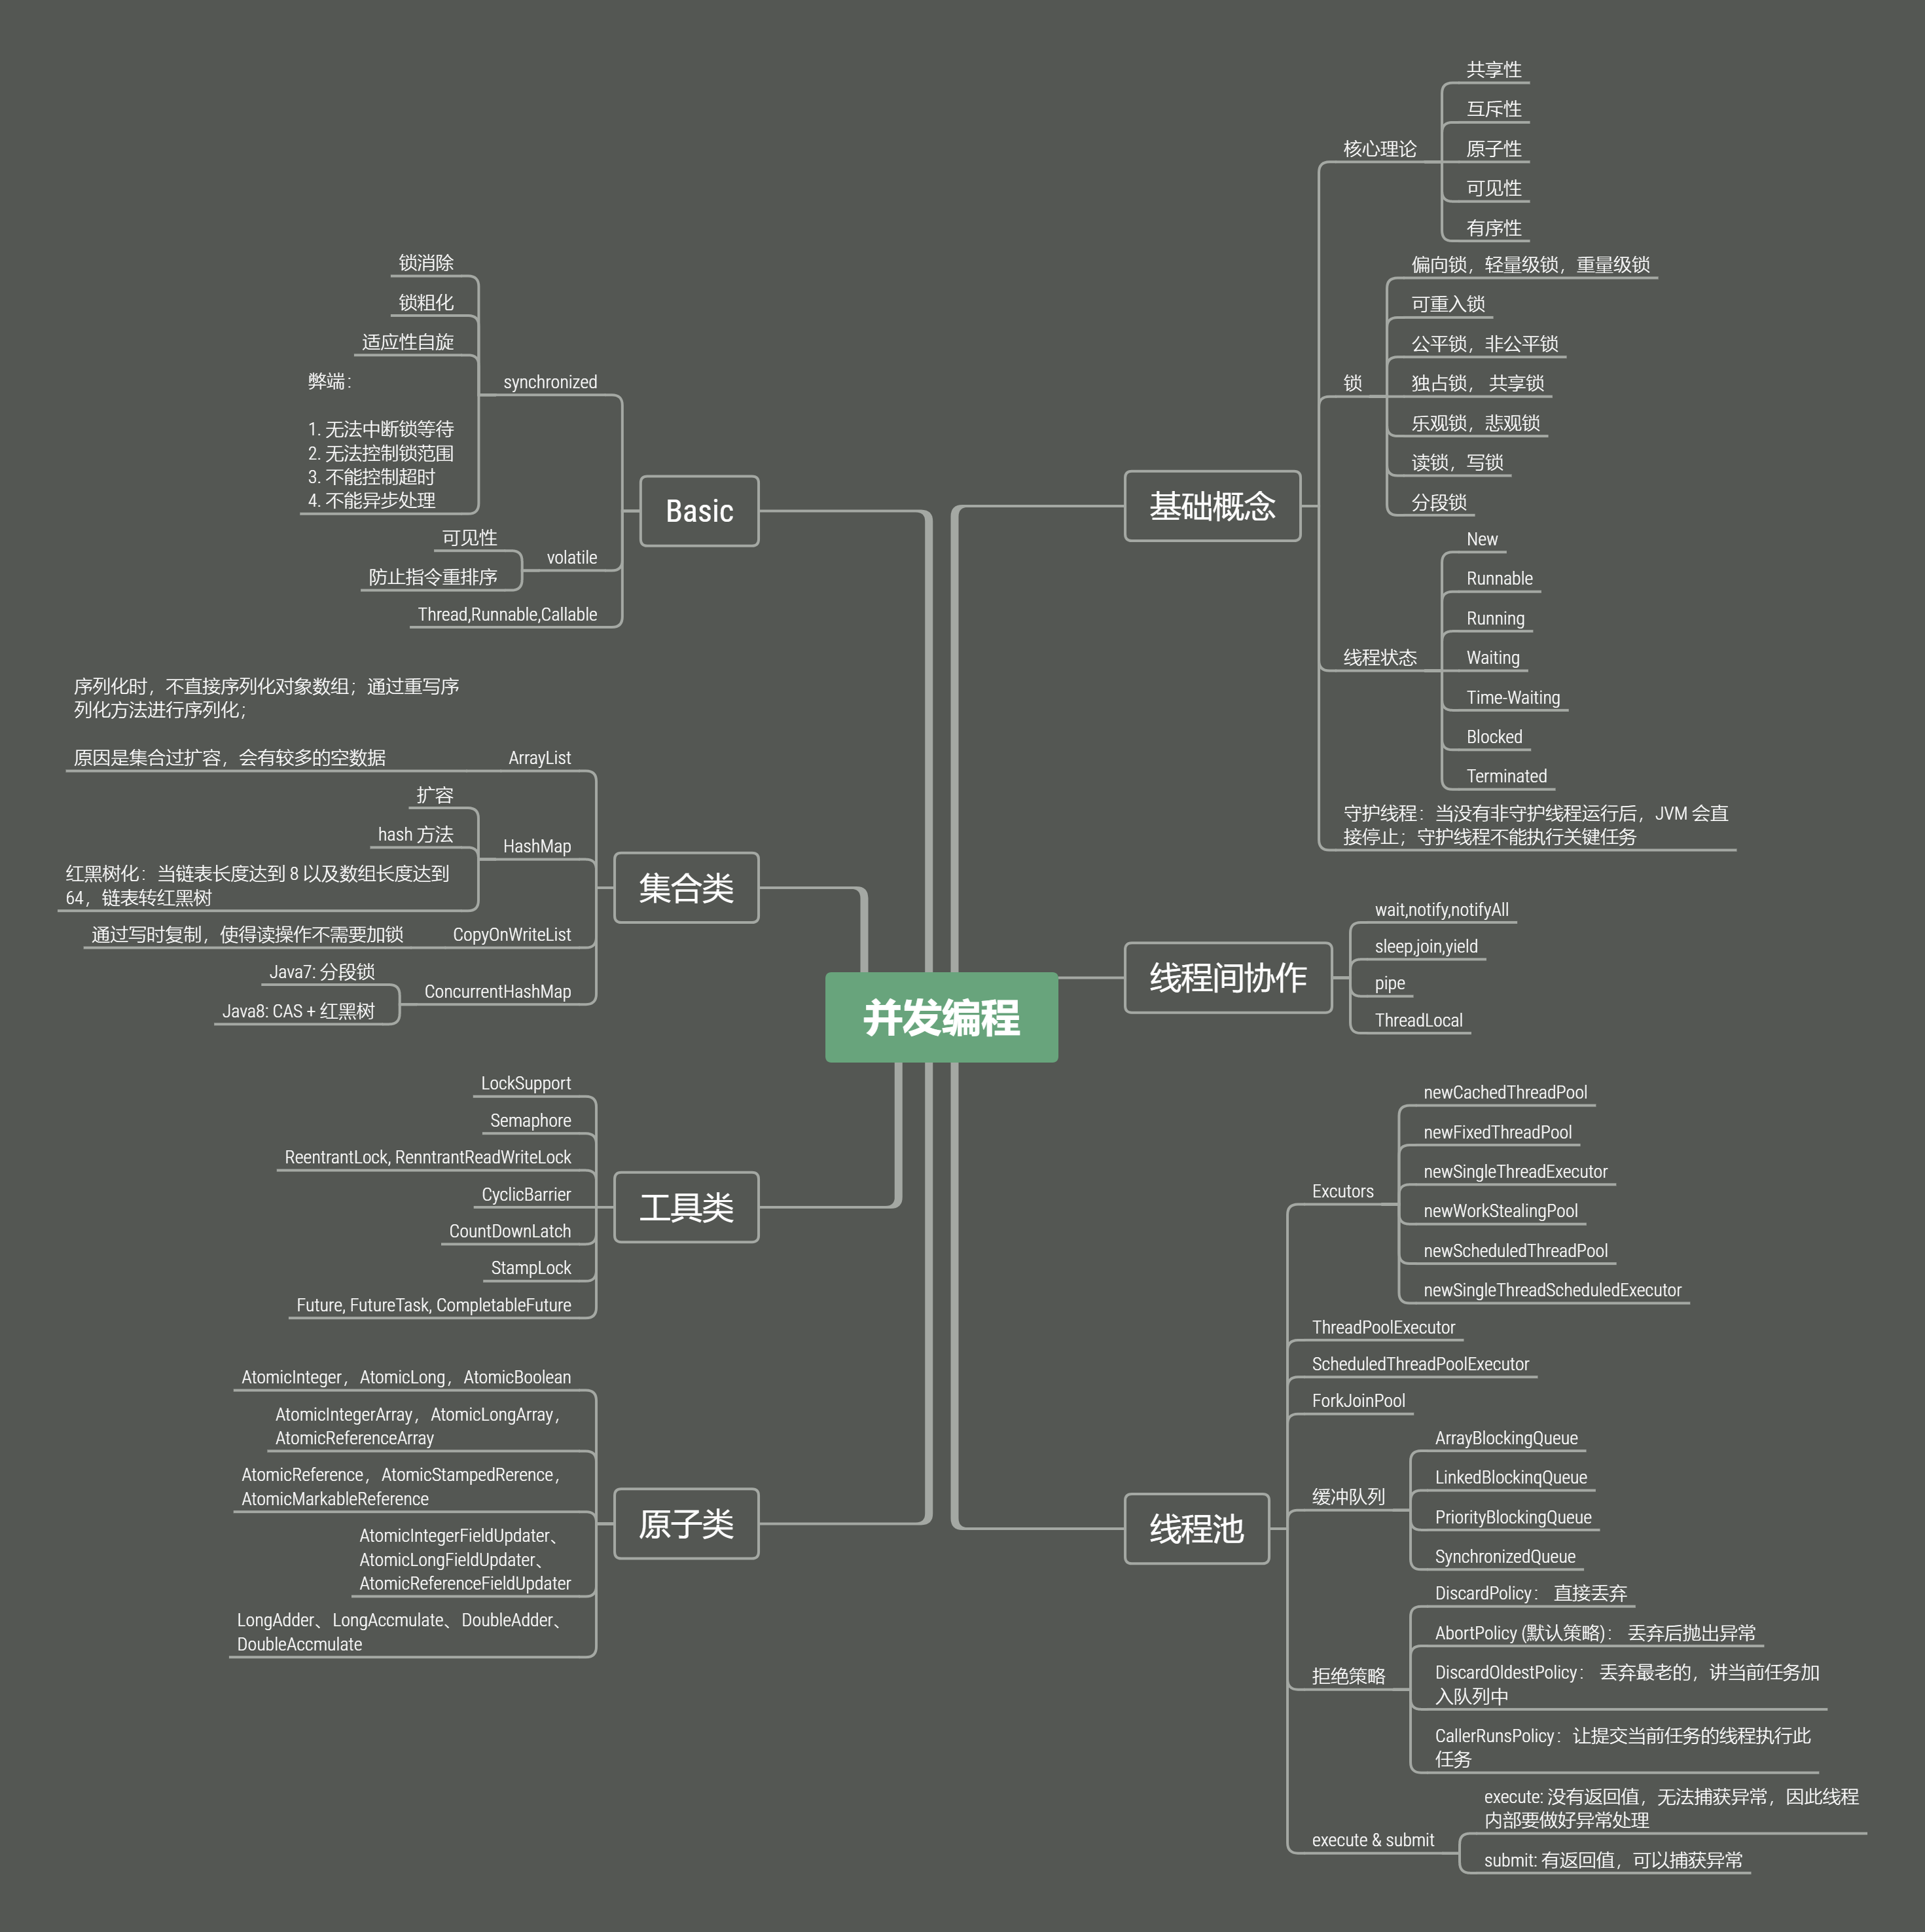 并发编程
基础概念
核心理论
共享性
互斥性
原子性
可见性
有序性
锁
偏向锁，轻量级锁，重量级锁
可重入锁
公平锁，非公平锁
独占锁， 共享锁
乐观锁，悲观锁
读锁，写锁
分段锁
线程状态
New
Runnable
Running
Waiting
Time-Waiting
Blocked
Terminated
守护线程：当没有非守护线程运行后，JVM 会直
接停止；守护线程不能执行关键任务
线程间协作
wait,notify,notifyAll
sleep,join,yield
pipe
ThreadLocal
线程池
Excutors
newCachedThreadPool
newFixedThreadPool
newSingleThreadExecutor
newWorkStealingPool
newScheduledThreadPool
newSingleThreadScheduledExecutor
ThreadPoolExecutor
ScheduledThreadPoolExecutor
ForkJoinPool
缓冲队列
ArrayBlockingQueue
LinkedBlockinqQueue
PriorityBlockingQueue
SynchronizedQueue
拒绝策略
DiscardPolicy： 直接丢弃
AbortPolicy (默认策略)： 丢弃后抛出异常
DiscardOldestPolicy： 丢弃最老的，讲当前任务加
入队列中
CallerRunsPolicy：让提交当前任务的线程执行此
任务
execute & submit
execute: 没有返回值，无法捕获异常，因此线程
内部要做好异常处理
submit: 有返回值，可以捕获异常
Basic
synchronized
锁消除
锁粗化
适应性自旋
弊端：
1. 无法中断锁等待
2. 无法控制锁范围
3. 不能控制超时
4. 不能异步处理
volatile
可见性
防止指令重排序
Thread,Runnable,Callable
集合类
ArrayList
序列化时，不直接序列化对象数组；通过重写序
列化方法进行序列化；
原因是集合过扩容，会有较多的空数据
HashMap
扩容
hash 方法
红黑树化：当链表长度达到 8 以及数组长度达到
64，链表转红黑树
CopyOnWriteList
通过写时复制，使得读操作不需要加锁
ConcurrentHashMap
Java7: 分段锁
Java8: CAS + 红黑树
工具类
LockSupport
Semaphore
ReentrantLock, RenntrantReadWriteLock
CyclicBarrier
CountDownLatch
StampLock
Future, FutureTask, CompletableFuture
原子类
AtomicInteger，AtomicLong，AtomicBoolean
AtomicIntegerArray，AtomicLongArray，
AtomicReferenceArray
AtomicReference，AtomicStampedRerence，
AtomicMarkableReference
AtomicIntegerFieldUpdater、
AtomicLongFieldUpdater、
AtomicReferenceFieldUpdater
LongAdder、LongAccmulate、DoubleAdder、
DoubleAccmulate